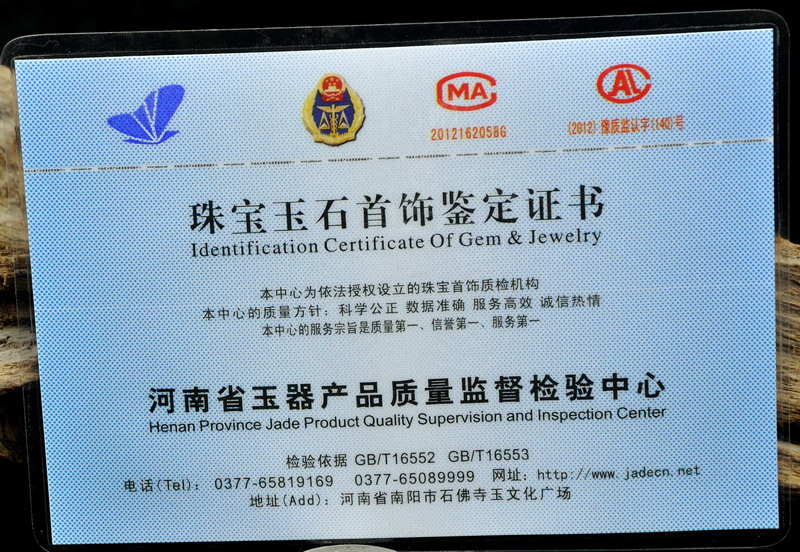 MA
AL
2012162058G
(2012)豫质监认字(140)号
珠宝玉石首饰鉴定证书
Identification Certificate Of Gem & Jewelry
本中心为依法授权设立的珠宝首饰质检机构
本中心的质量方针：科学公正 数据准确 服务高效 诚信热情
本中心的服务宗旨是质量第一、信誉第一、服务第一
河南省玉器产品质量监督检验中心
Henan Province Jade Product Quality Supervision and Inspection Center
检验依据 GB/T16552 GB/T16553
电话(Tel)： 0377-65819169 0377-65089999 网址：http://www.jadecn.net
地址(Add)：河南省南阳市石佛寺玉文化广场